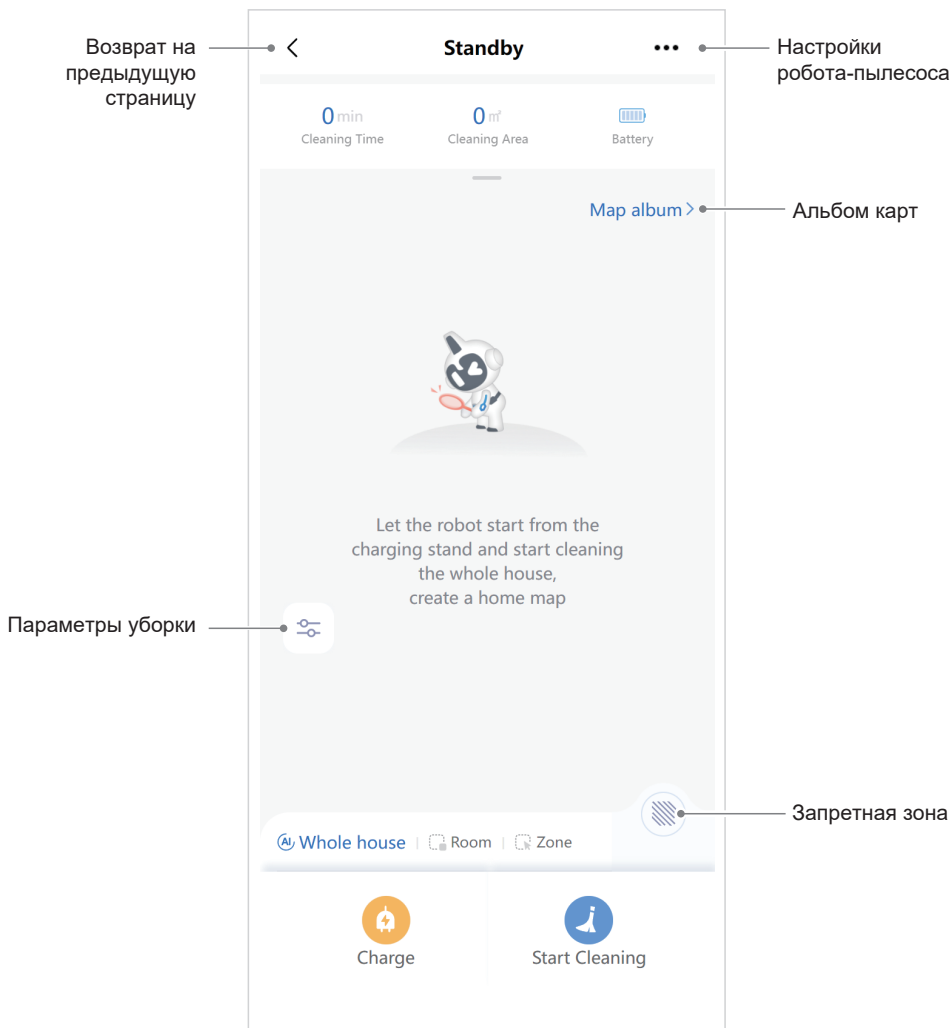 Возврат на
предыдущую
страницу
Standby
Настройки
робота-пылесоса
0 min
Cleaning Time
0 ㎡
Cleaning Area
Battery
Map album >
Альбом карт
Let the robot start from the
charging stand and start cleaning
the whole house,
create a home map
Параметры уборки
Запретная зона
AI Whole house | Room | Zone
Charge
Start Cleaning